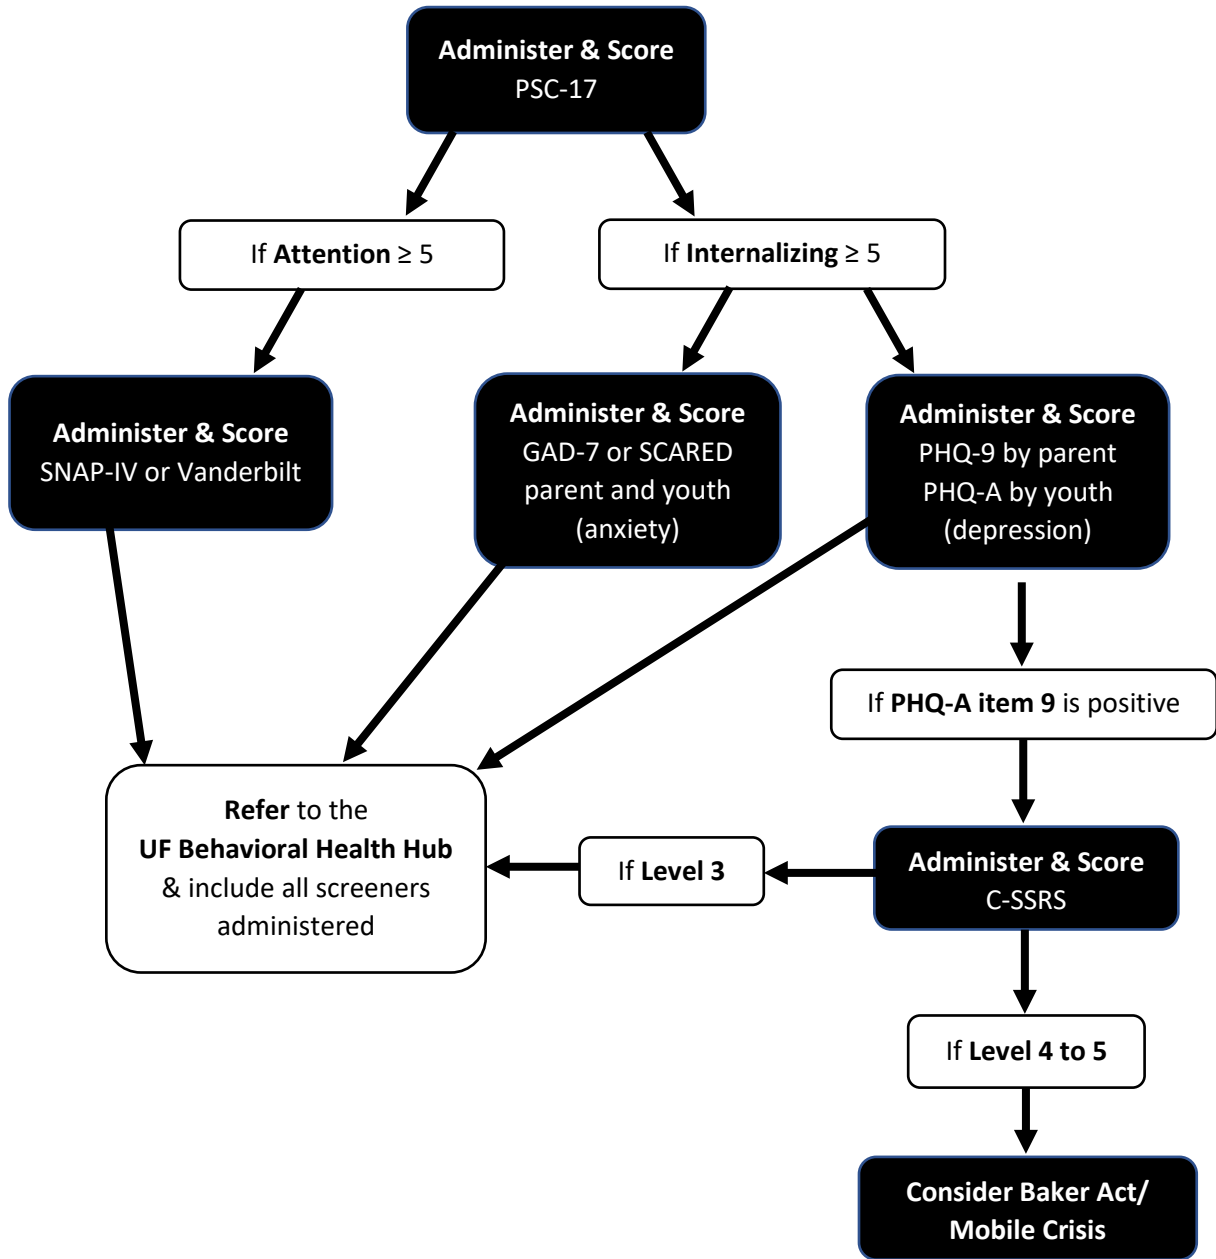 Administer & Score
PSC-17
If Attention ≥ 5
If Internalizing ≥ 5
Administer & Score
SNAP-IV or Vanderbilt
Administer & Score
GAD-7 or SCARED
parent and youth
(anxiety)
Administer & Score
PHQ-9 by parent
PHQ-A by youth
(depression)
If PHQ-A item 9 is positive
Refer to the
UF Behavioral Health Hub
& include all screeners
administered
If Level 3
Administer & Score
C-SSRS
If Level 4 to 5
Consider Baker Act/
Mobile Crisis